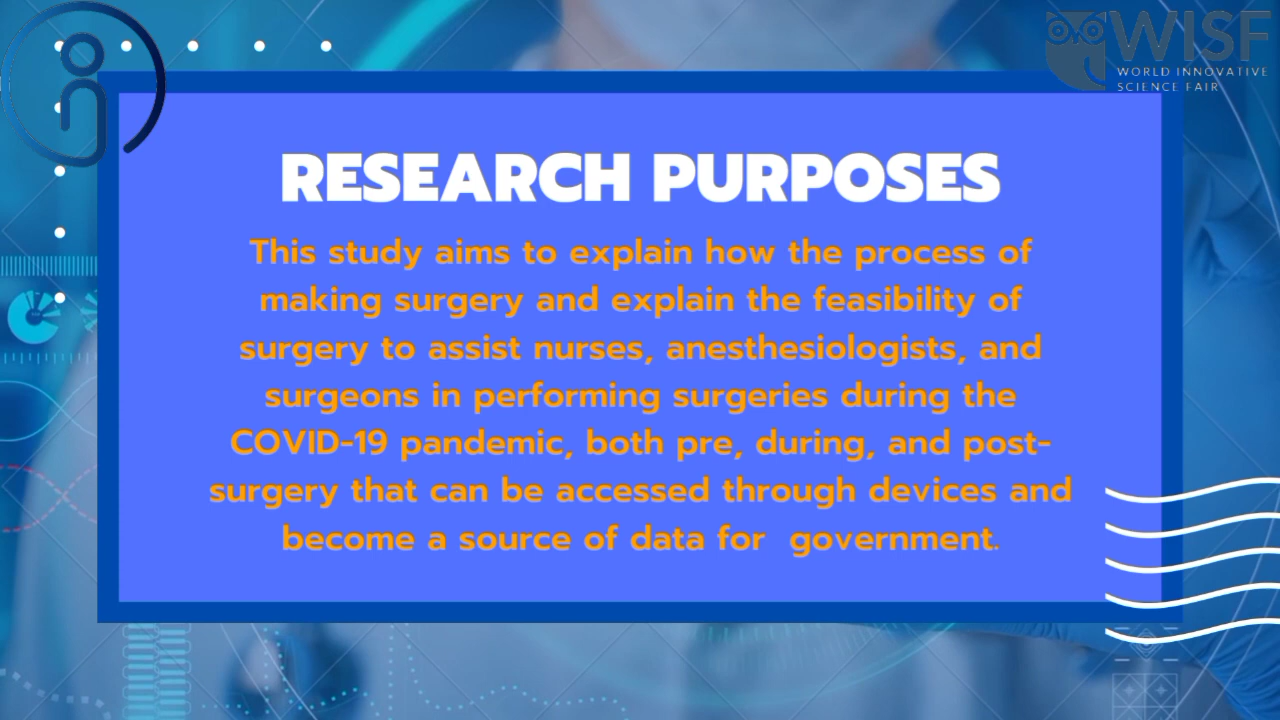 WISF
WORLD INNOVATIVE
SCIENCE FAIR
RESEARCH PURPOSES
This study aims to explain how the process of
making surgery and explain the feasibility of
surgery to assist nurses, anesthesiologists, and
surgeons in performing surgeries during the
COVID-19 pandemic, both pre, during, and post-
surgery that can be accessed through devices and
become a source of data for  government.